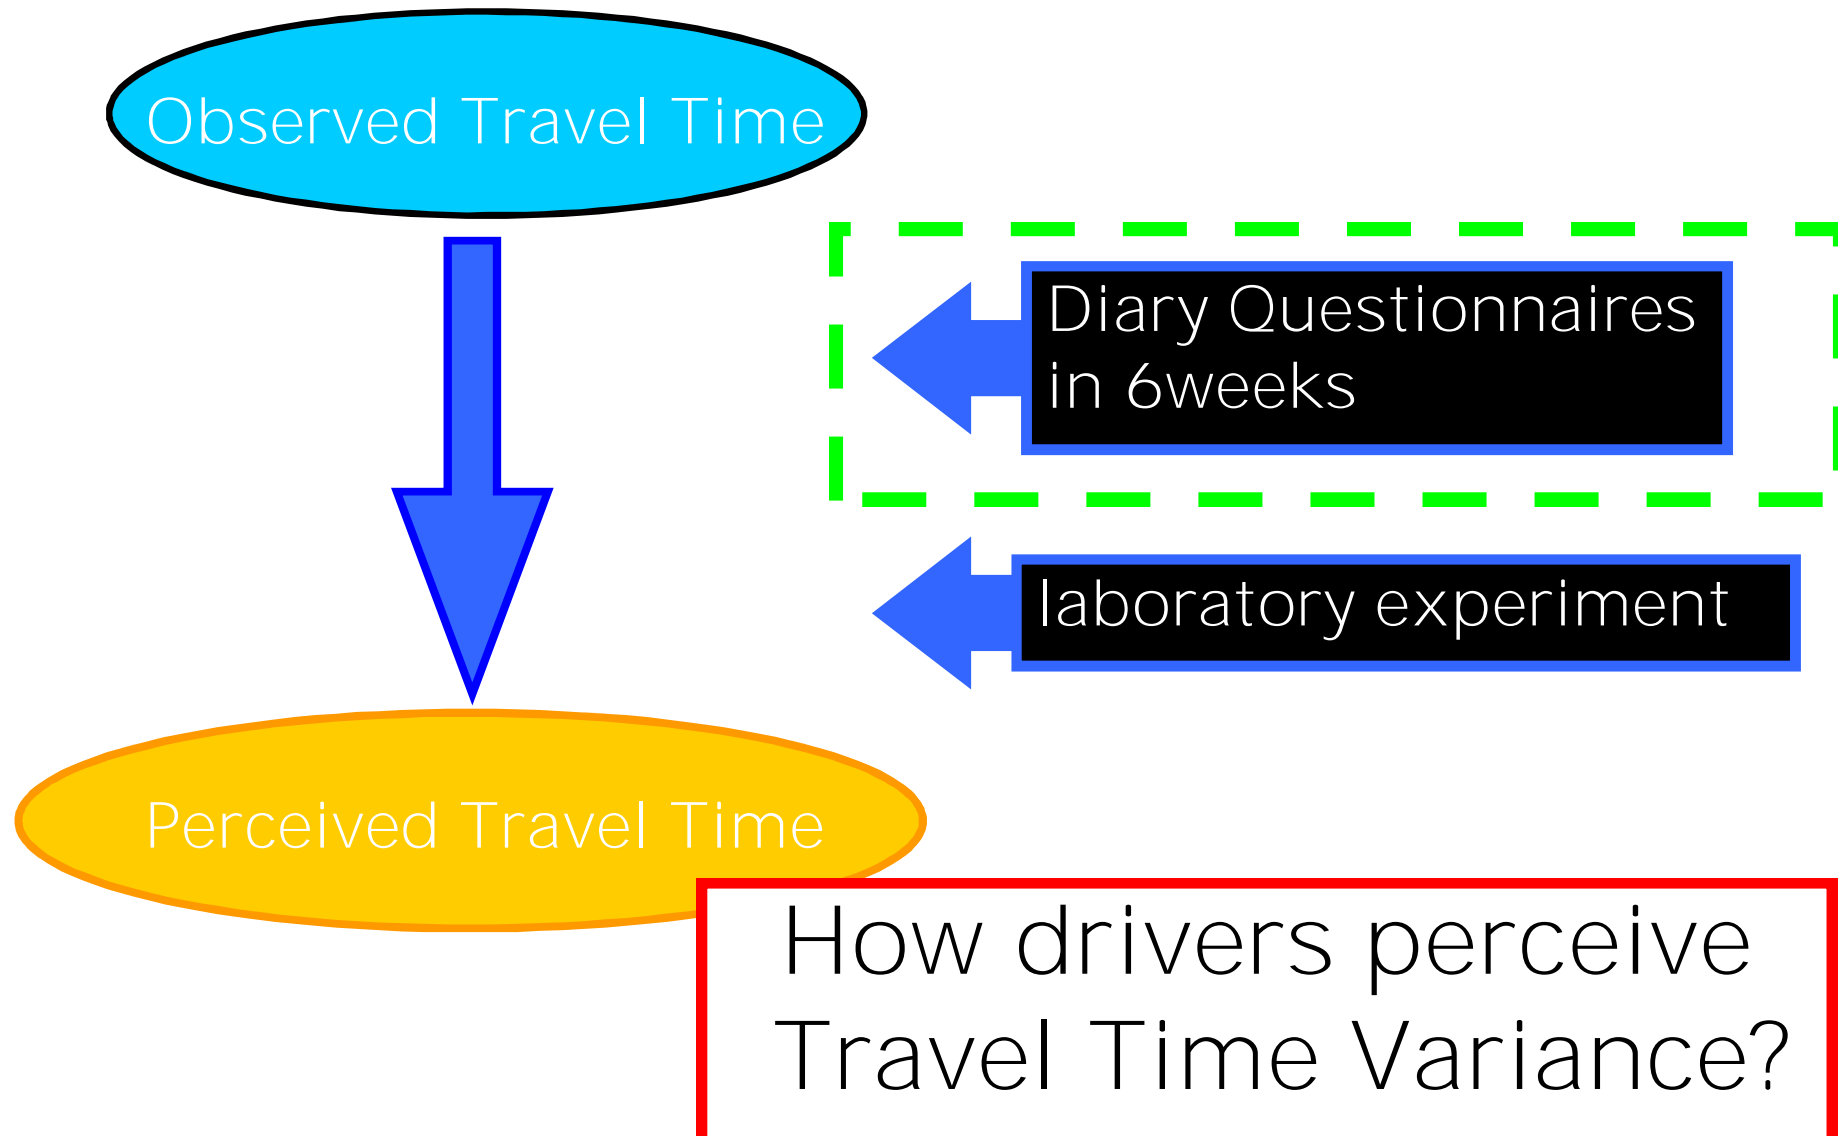 Observed Travel Time
Diary Questionnaires
in 6weeks
laboratory experiment
Perceived Travel Time
How drivers perceive
Travel Time Variance?